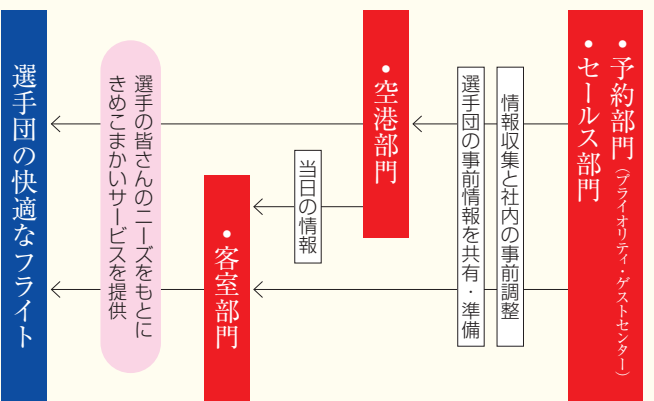 ・予約部門（プライオリティ・ゲストセンター）
・セールス部門
情報収集と社内の事前調整
選手団の事前情報を共有・準備
・空港部門
当日の情報
・客室部門
選手の皆さんのニーズをもとに
きめこまかいサービスを提供
選手団の快適なフライト